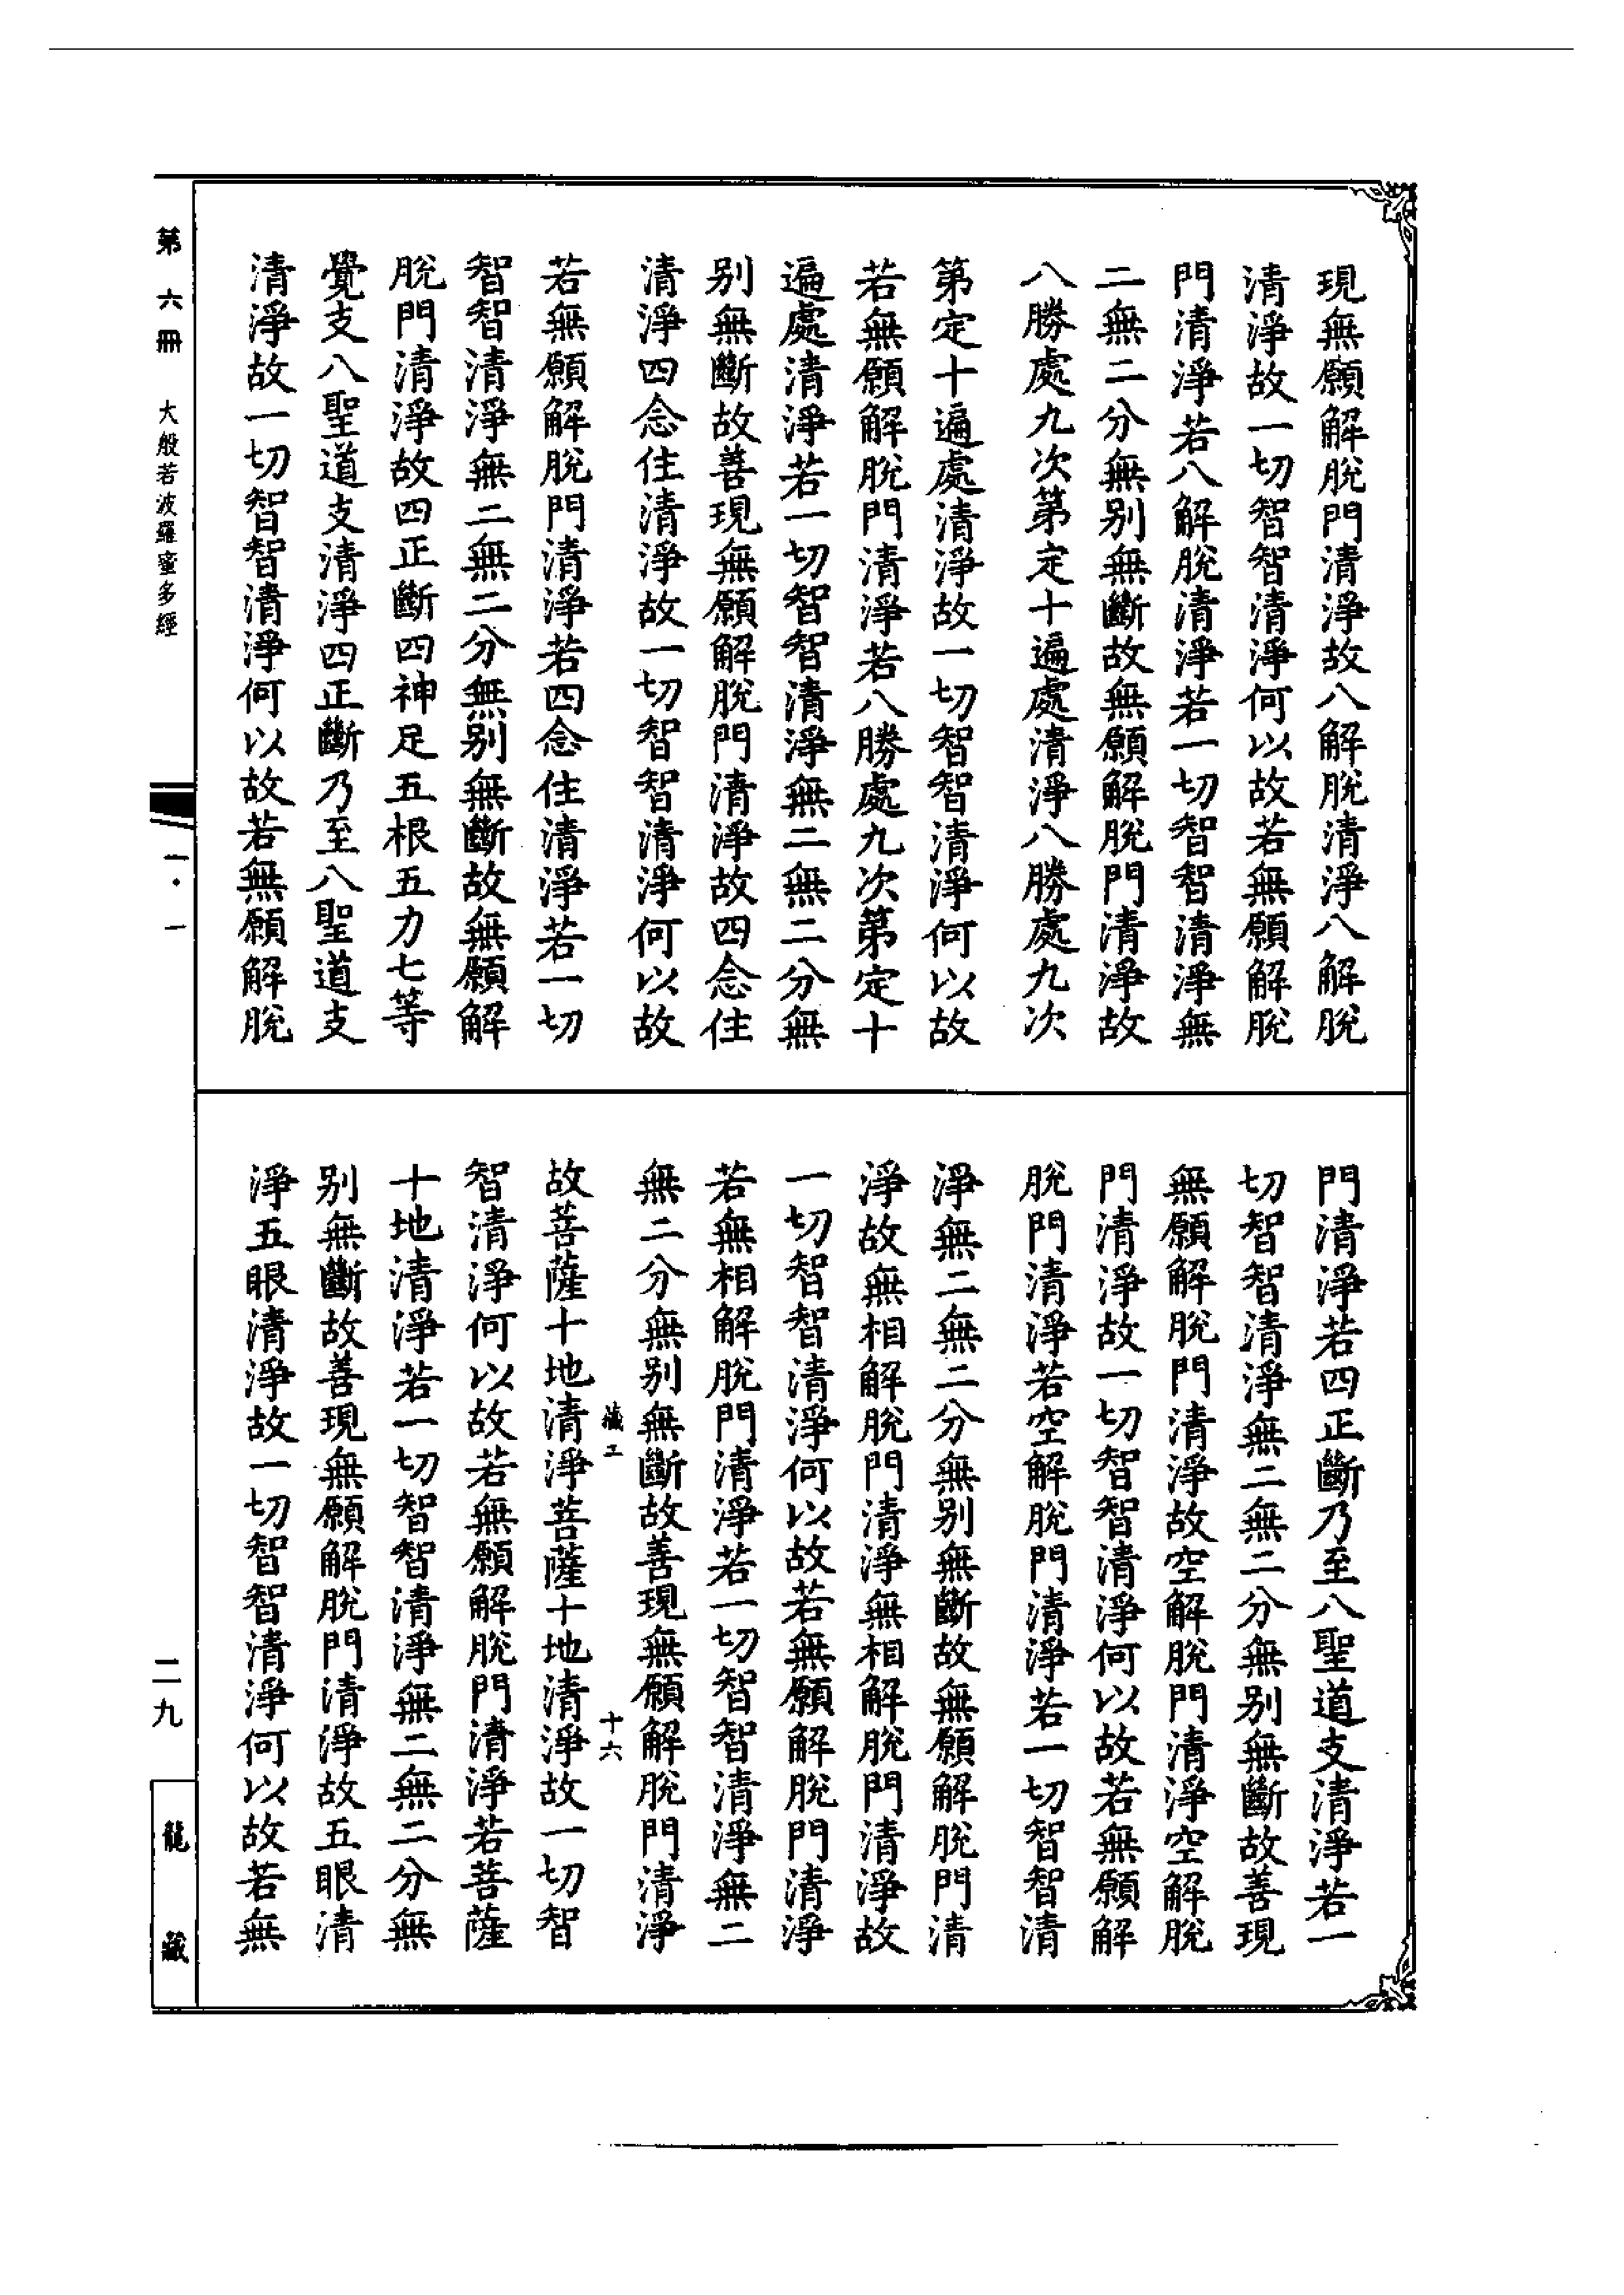 現無願解脫門清淨故八解脫清淨八解脫
清淨故一切智智清淨何以故若無願解脫
門清淨若八解脫清淨若一切智智清淨無
二無二分無別無斷故無願解脫門清淨故
八勝處九次第定十遍處清淨八勝處九次
第定十遍處清淨故一切智智清淨何以故
若無願解脫門清淨若八勝處九次第定十
遍處清淨若一切智智清淨無二無二分無
別無斷故善現無願解脫門清淨故四念住
清淨四念住清淨故一切智智清淨何以故
若無願解脫門清淨若四念住清淨若一切
智智清淨無二無二分無別無斷故無願解
脫門清淨故四正斷四神足五根五力七等
覺支八聖道支清淨四正斷乃至八聖道支
清淨故一切智智清淨何以故若無願解脫
門清淨若四正斷乃至八聖道支清淨若一
切智智清淨無二無二分無別無斷故善現
無願解脫門清淨故空解脫門清淨空解脫
門清淨故一切智智清淨何以故若無願解
脫門清淨若空解脫門清淨若一切智智清
淨無二無二分無別無斷故無願解脫門清
淨故無相解脫門清淨無相解脫門清淨故
一切智智清淨何以故若無願解脫門清淨
若無相解脫門清淨若一切智智清淨無二
無二分無別無斷故善現無願解脫門清淨
十六
故菩薩十地清淨菩薩十地清淨故一切智
智清淨何以故若無願解脫門清淨若菩薩
十地清淨若一切智智清淨無二無二分無
別無斷故善現無願解脫門清淨故五眼清
淨五眼清淨故一切智智清淨何以故若無
第六冊 大般若波羅蜜多經 一·一 二九 龍藏